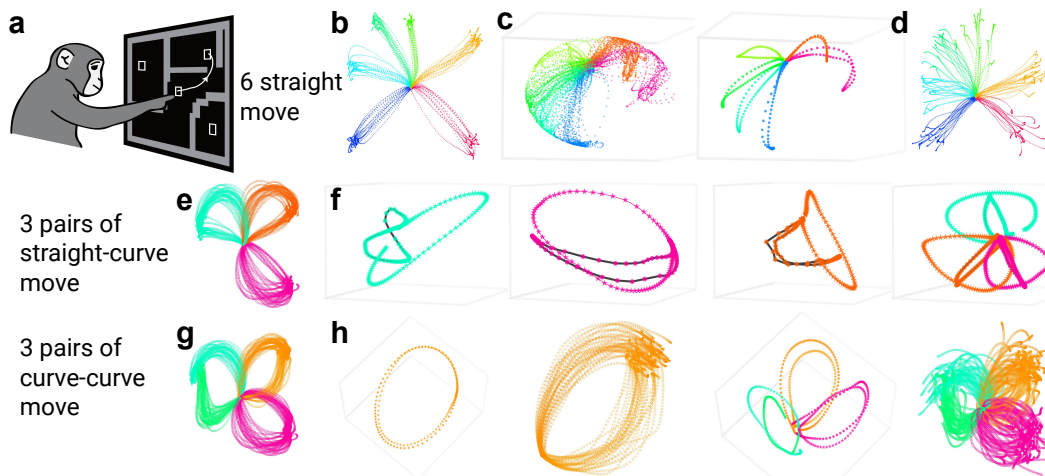 a
b
c
d
6 straight
move
e
f
3 pairs of
straight-curve
move
g
h
3 pairs of
curve-curve
move